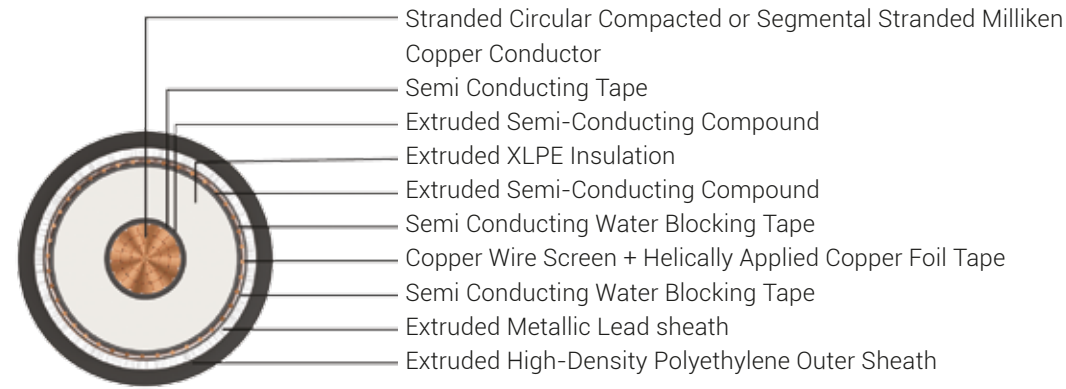 Stranded Circular Compacted or Segmental Stranded Milliken
Copper Conductor
Semi Conducting Tape
Extruded Semi-Conducting Compound
Extruded XLPE Insulation
Extruded Semi-Conducting Compound
Semi Conducting Water Blocking Tape
Copper Wire Screen + Helically Applied Copper Foil Tape
Semi Conducting Water Blocking Tape
Extruded Metallic Lead sheath
Extruded High-Density Polyethylene Outer Sheath